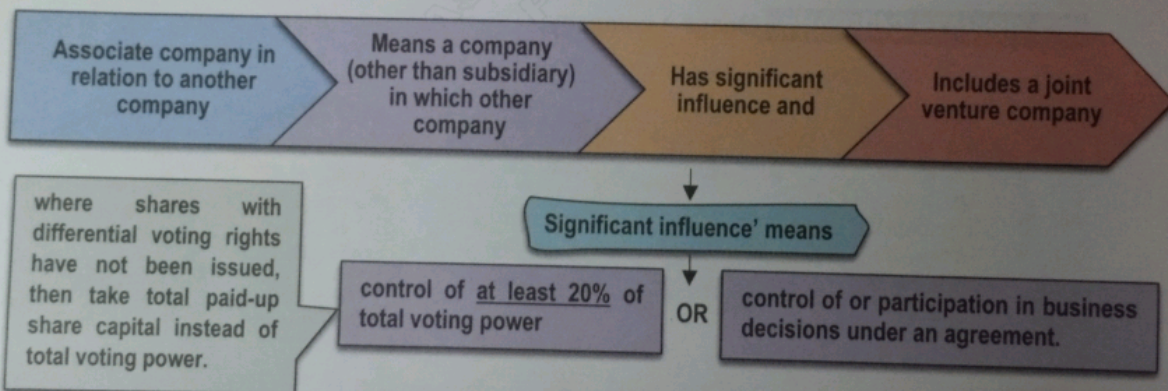 Associate company in
relation to another
company
Means a company
(other than subsidiary)
in which other
company
Has significant
influence and
Includes a joint
venture company
Significant influence' means
where shares with
differential voting rights
have not been issued,
then take total paid-up
share capital instead of
total voting power.
control of at least 20% of
total voting power
OR
control of or participation in business
decisions under an agreement.